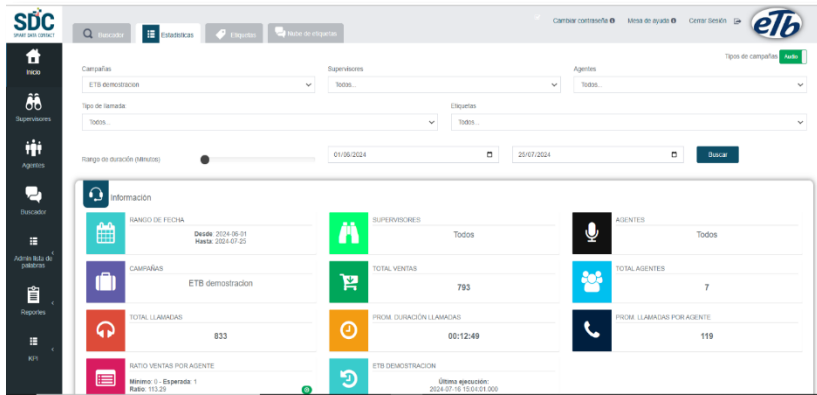 SDC
SMART DATA CONTACT
Buscador
Estadísticas
Etiquetas
Nube de etiquetas
Cambiar contraseña
Mesa de ayuda
Cerrar Sesión
etb
Inicio
Supervisores
Agentes
Buscador
Admin lista de
palabras
Reportes
KPI
Tipos de campañas
Audio
Campañas
Supervisores
Agentes
ETB demostracion
Todos...
Todos...
Tipo de llamada
Etiquetas
Todos...
Todos...
Rango de duración (Minutos)
01/06/2024
25/07/2024
Buscar
Información
RANGO DE FECHA
Desde: 2024-06-01
Hasta: 2024-07-25
SUPERVISORES
Todos
AGENTES
Todos
CAMPAÑAS
ETB demostracion
TOTAL VENTAS
793
TOTAL AGENTES
7
TOTAL LLAMADAS
833
PROM. DURACIÓN LLAMADAS
00:12:49
PROM. LLAMADAS POR AGENTE
119
RATIO VENTAS POR AGENTE
Mínimo: 0 - Esperada: 1
Ratio: 113.29
ETB DEMOSTRACION
Última ejecución:
2024-07-16 15:04:01.000